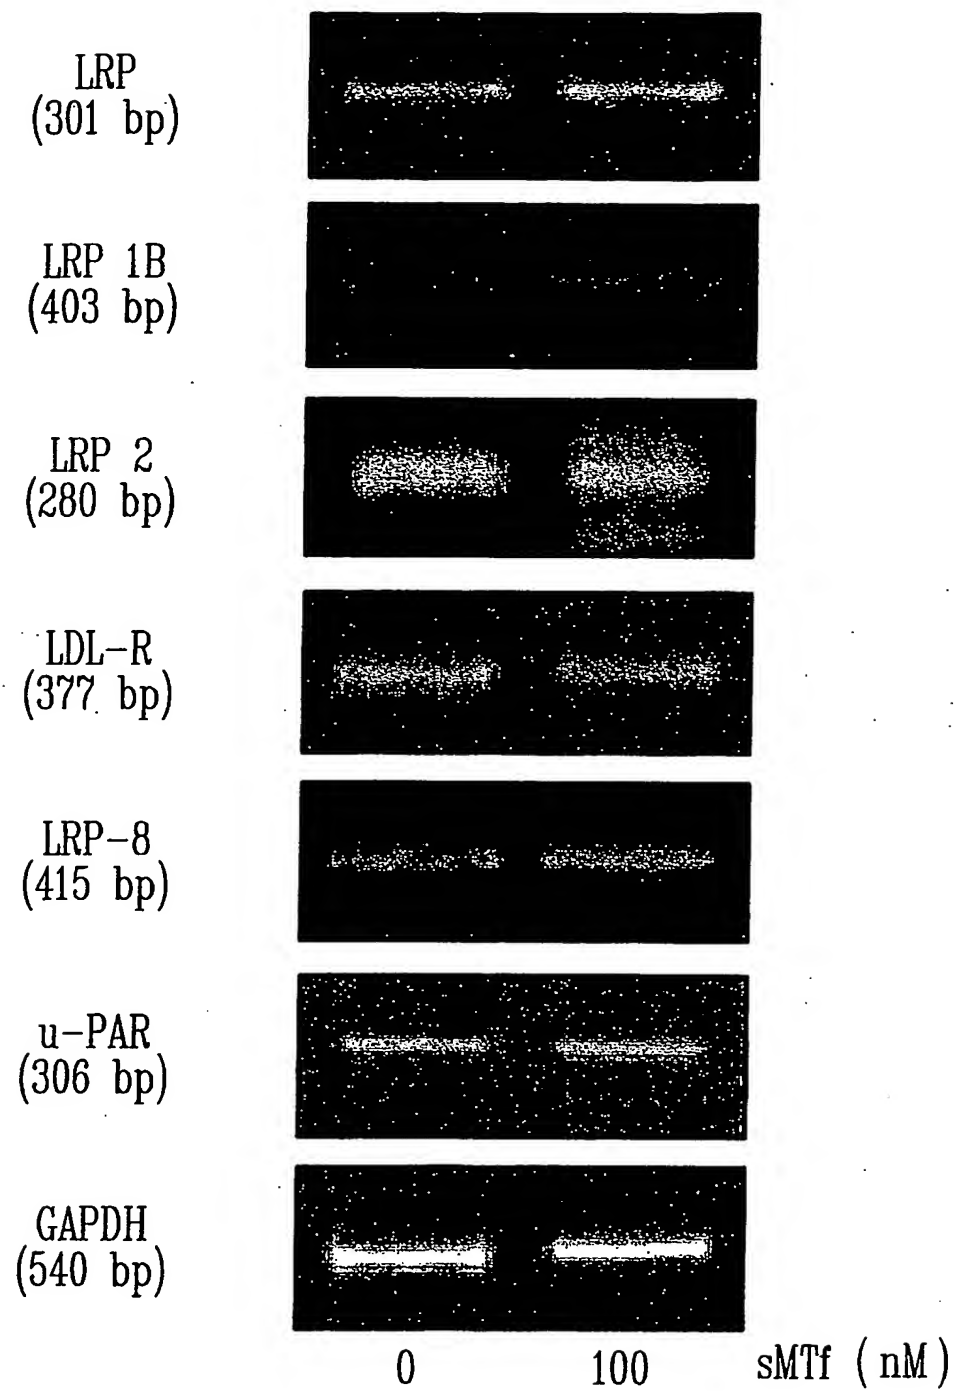 LRP
(301 bp)
LRP 1B
(403 bp)
LRP 2
(280 bp)
LDL-R
(377 bp)
LRP-8
(415 bp)
u-PAR
(306 bp)
GAPDH
(540 bp)
0 100 sMTf (nM)